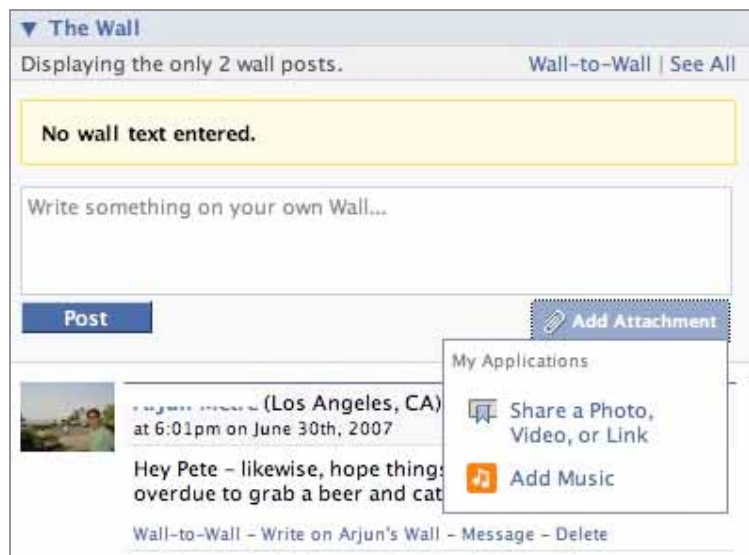 ▼ The Wall
Displaying the only 2 wall posts.
Wall-to-Wall | See All
No wall text entered.
Write something on your own Wall...
Post
Add Attachment
My Applications
Share a Photo,
Video, or Link
Add Music
(Los Angeles, CA)
at 6:01pm on June 30th, 2007
Hey Pete – likewise, hope things
overdue to grab a beer and
Wall-to-Wall – Write on Arjun's Wall – Message – Delete